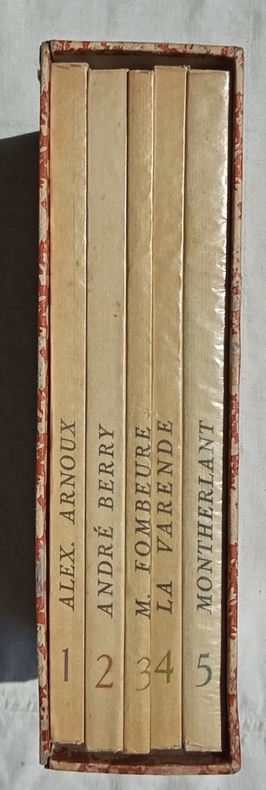 ALEX. ARNOUX
1
ANDRÉ BERRY
2
M. FOMBEURE
3
LA VARENDE
4
MONTHERLANT
5